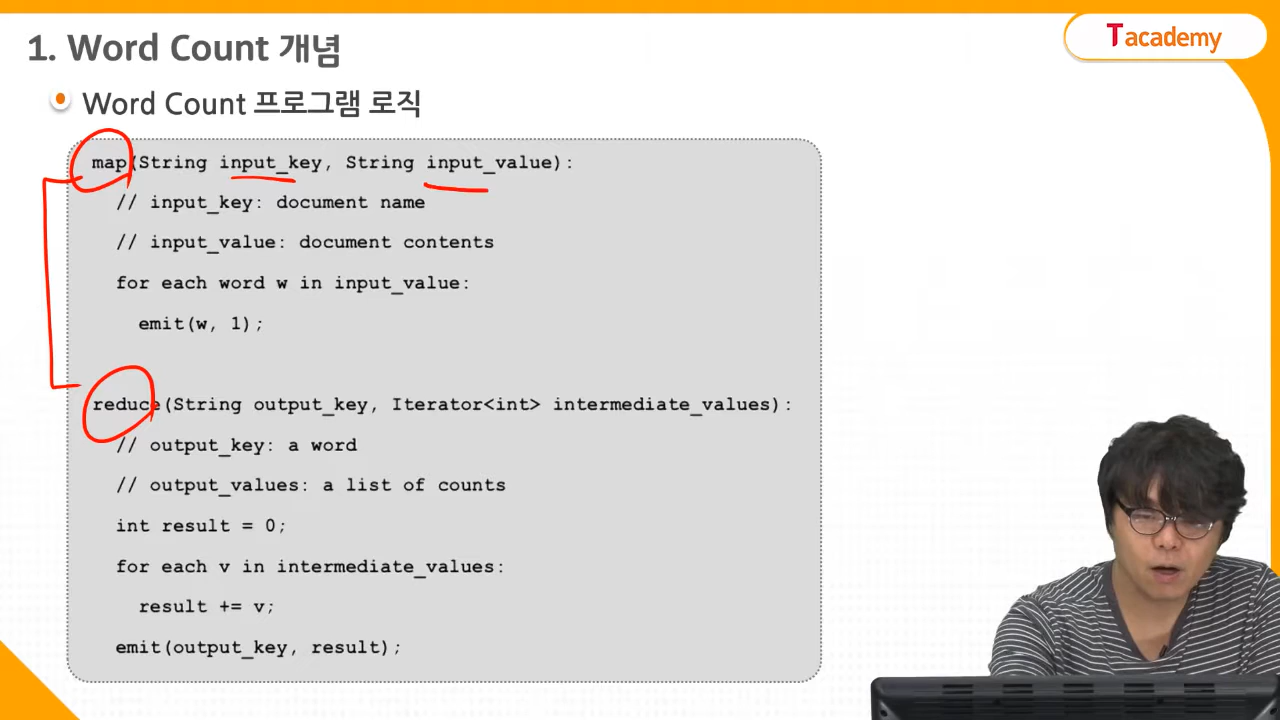 1. Word Count 개념
Tacademy
Word Count 프로그램 로직
map(String input_key, String input_value):
// input_key: document name
// input_value: document contents
for each word w in input_value:
emit(w, 1);
reduce(String output_key, Iterator<int> intermediate_values):
// output_key: a word
// output_values: a list of counts
int result = 0;
for each v in intermediate_values:
result += v;
emit(output_key, result);